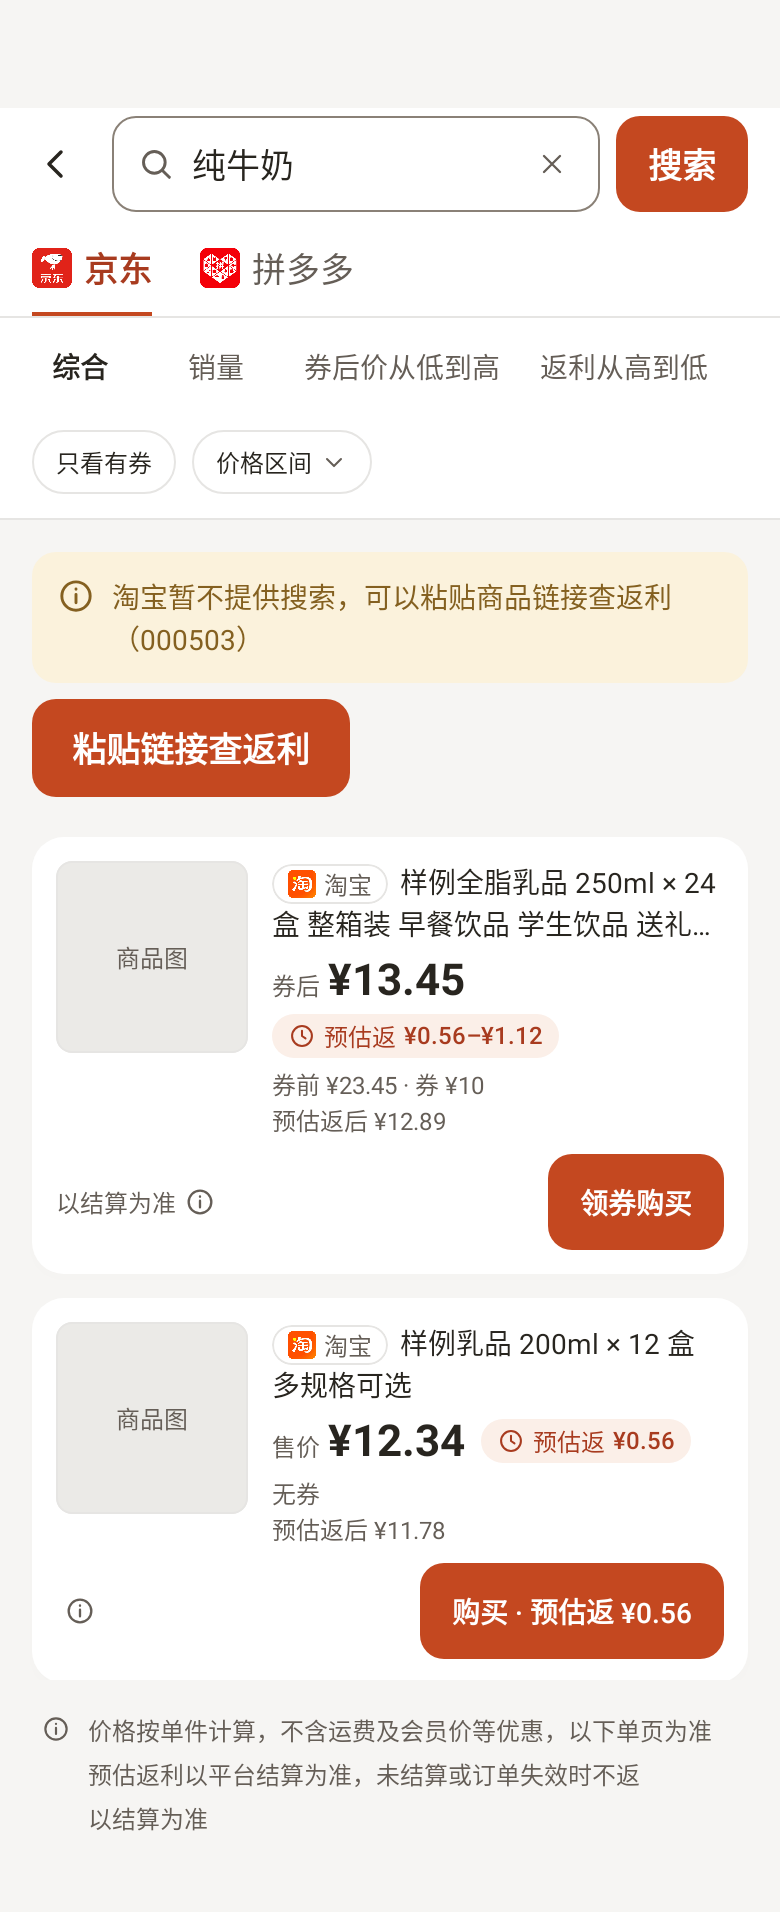 纯牛奶
搜索
京东 京东
拼多多
综合 销量 券后价从低到高 返利从高到低
只看有券 价格区间
淘宝暂不提供搜索，可以粘贴商品链接查返利
（000503）
粘贴链接查返利
商品图
淘 淘宝 样例全脂乳品 250ml × 24
盒 整箱装 早餐饮品 学生饮品 送礼...
券后 ¥13.45
预估返 ¥0.56–¥1.12
券前 ¥23.45 · 券 ¥10
预估返后 ¥12.89
以结算为准
领券购买
商品图
淘 淘宝 样例乳品 200ml × 12 盒
多规格可选
售价 ¥12.34 预估返 ¥0.56
无券
预估返后 ¥11.78
购买 · 预估返 ¥0.56
价格按单件计算，不含运费及会员价等优惠，以下单页为准
预估返利以平台结算为准，未结算或订单失效时不返
以结算为准